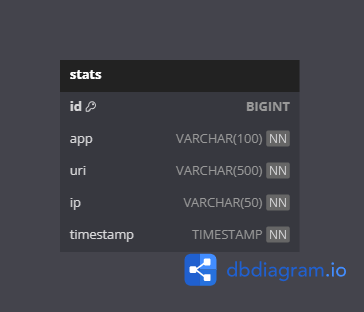 stats
id BIGINT
app VARCHAR(100) NN
uri VARCHAR(500) NN
ip VARCHAR(50) NN
timestamp TIMESTAMP NN
dbdiagram.io